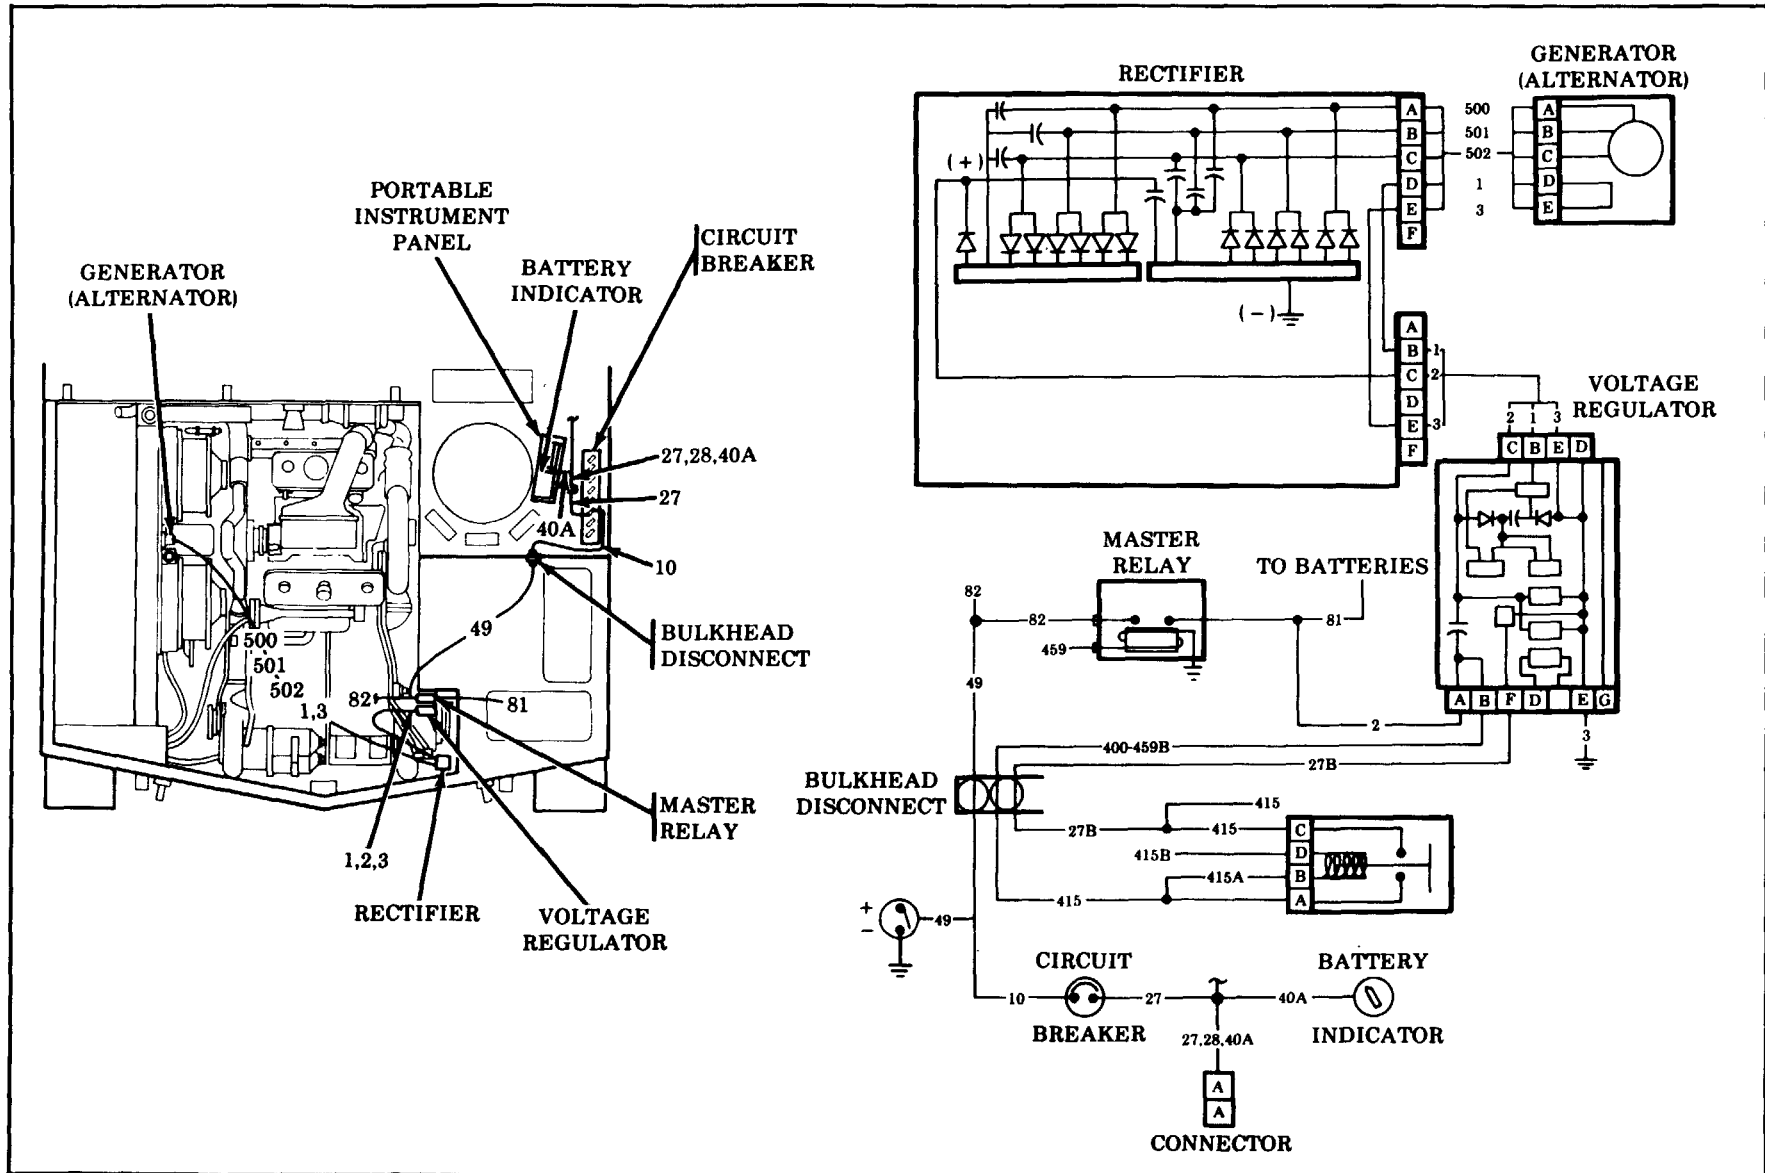 PORTABLE
INSTRUMENT
PANEL
CIRCUIT
BREAKER
BATTERY
INDICATOR
GENERATOR
(ALTERNATOR)
27,28,40A
27
40A
10
49
BULKHEAD
DISCONNECT
500
501
502
1,3
82
81
MASTER
RELAY
1,2,3
RECTIFIER
VOLTAGE
REGULATOR
RECTIFIER
GENERATOR
(ALTERNATOR)
A 500 A
B 501 B
C 502 C
D 1 D
E 3 E
F
(+)
(-)
A
B 1
C 2
D
E 3
F
VOLTAGE
REGULATOR
2 1 3
C B E D
A B F D E G
3
MASTER
RELAY
TO BATTERIES
82
82
459
81
49
2
400-459B
27B
BULKHEAD
DISCONNECT
415
27B 415 C
415B D
415A B
415 A
+
-
49
CIRCUIT
BREAKER
BATTERY
INDICATOR
10 27 40A
27,28,40A
A
A
CONNECTOR